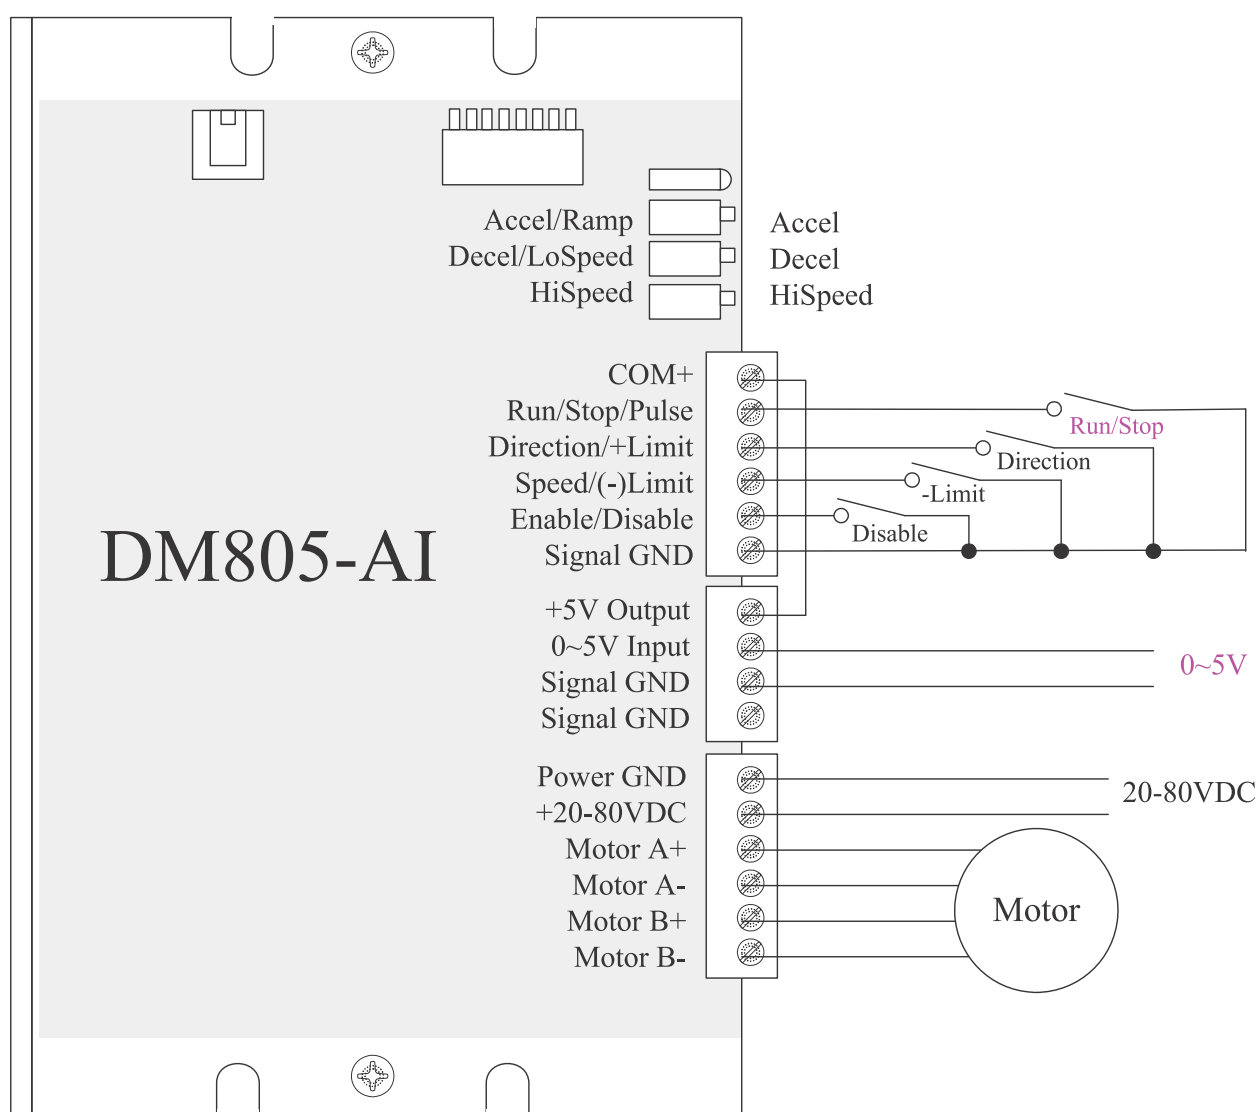 Accel/Ramp
Accel
Decel/LoSpeed
Decel
HiSpeed
HiSpeed
COM+
Run/Stop/Pulse
Run/Stop
Direction/+Limit
Direction
Speed/(-)Limit
-Limit
Enable/Disable
Disable
Signal GND
DM805-AI
+5V Output
0~5V Input
0~5V
Signal GND
Signal GND
Power GND
20-80VDC
+20-80VDC
Motor A+
Motor A-
Motor B+
Motor B-
Motor